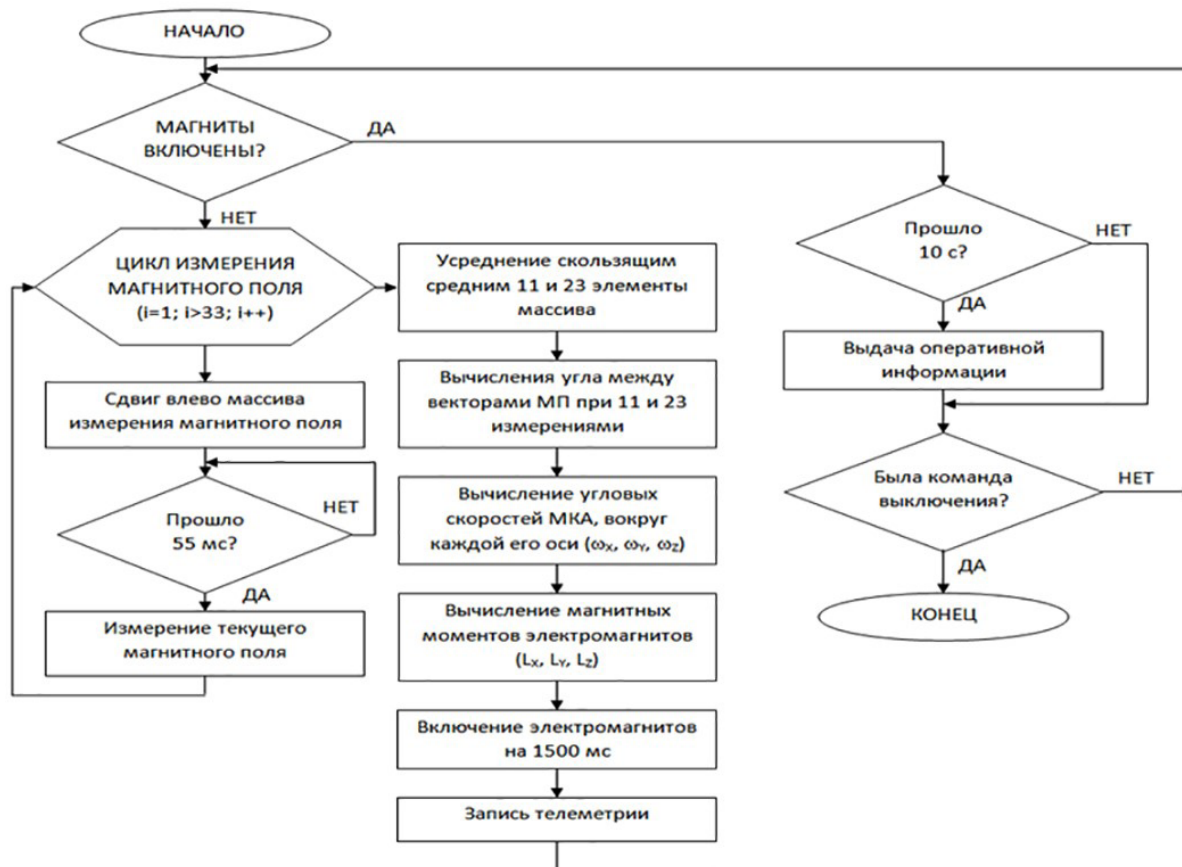 НАЧАЛО
МАГНИТЫ
ВКЛЮЧЕНЫ?
ДА
НЕТ
ЦИКЛ ИЗМЕРЕНИЯ
МАГНИТНОГО ПОЛЯ
(i=1; i>33; i++)
Сдвиг влево массива
измерения магнитного поля
Прошло
55 мс?
НЕТ
ДА
Измерение текущего
магнитного поля
Усреднение скользящим
средним 11 и 23 элементы
массива
Вычисления угла между
векторами МП при 11 и 23
измерениями
Вычисление угловых
скоростей МКА, вокруг
каждой его оси (ωX, ωY, ωZ)
Вычисление магнитных
моментов электромагнитов
(LX, LY, LZ)
Включение электромагнитов
на 1500 мс
Запись телеметрии
Прошло
10 с?
НЕТ
ДА
Выдача оперативной
информации
Была команда
выключения?
НЕТ
ДА
КОНЕЦ